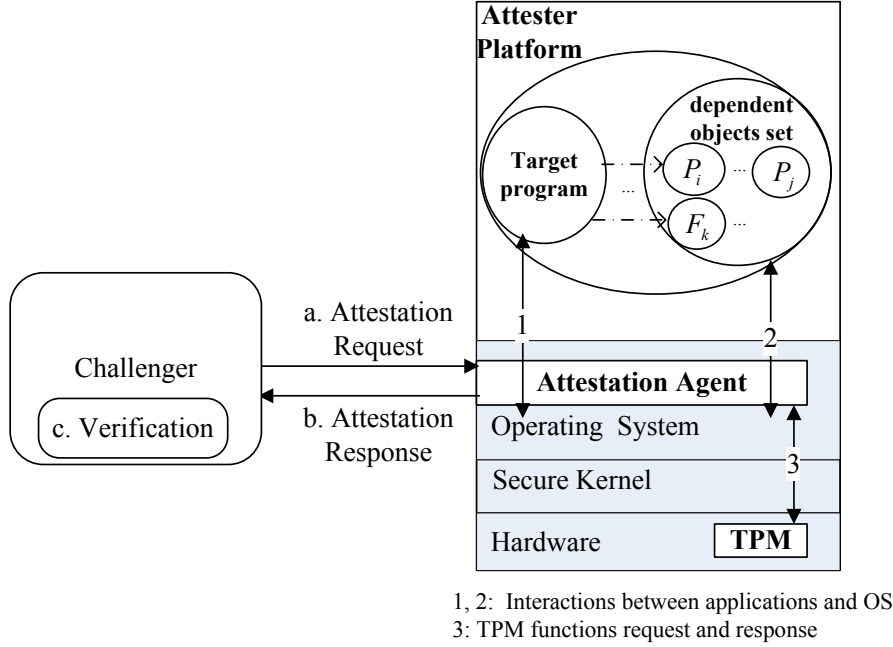 Attester
Platform
dependent
objects set
Target
program
P_i ... P_j
...
F_k ...
1
2
a. Attestation
Request
Challenger
c. Verification
b. Attestation
Response
Attestation Agent
Operating System
3
Secure Kernel
Hardware
TPM
1, 2: Interactions between applications and OS
3: TPM functions request and response